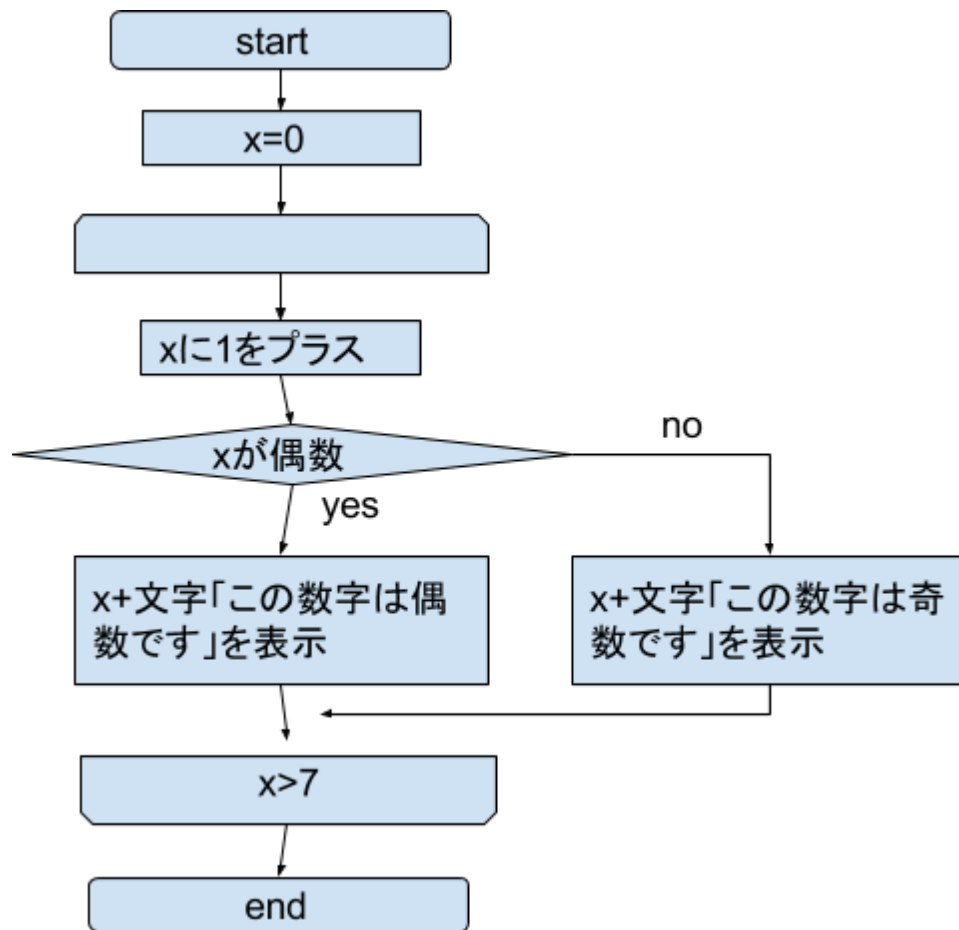 start
x=0
xに1をプラス
xが偶数
no
yes
x+文字「この数字は偶
数です」を表示
x+文字「この数字は奇
数です」を表示
x>7
end